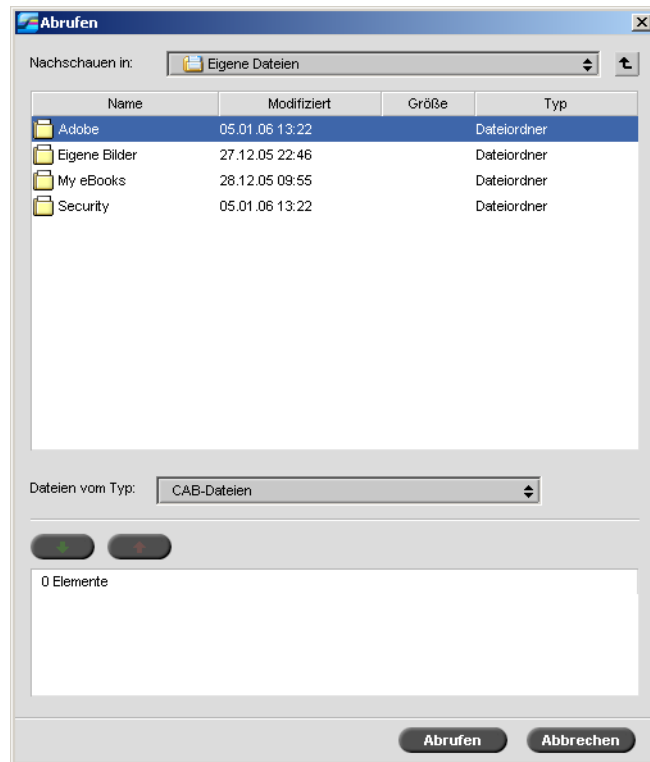 Abrufen
Nachschauen in: Eigene Dateien
Name Modifiziert Größe Typ
Adobe 05.01.06 13:22 Dateiordner
Eigene Bilder 27.12.05 22:46 Dateiordner
My eBooks 28.12.05 09:55 Dateiordner
Security 05.01.06 13:22 Dateiordner
Dateien vom Typ: CAB-Dateien
0 Elemente
Abrufen Abbrechen